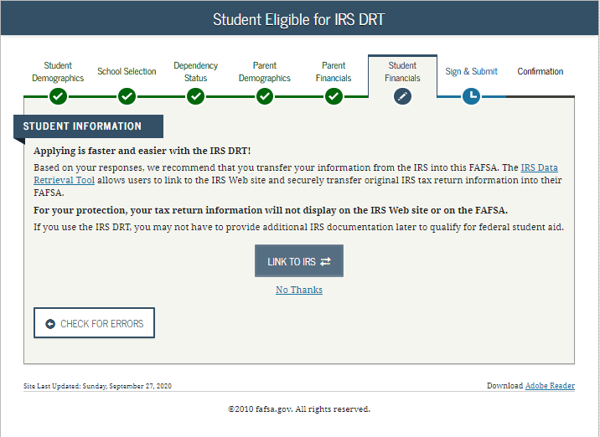 Student Eligible for IRS DRT
Student
Demographics
School Selection
Dependency
Status
Parent
Demographics
Parent
Financials
Student
Financials
Sign & Submit
Confirmation
STUDENT INFORMATION
Applying is faster and easier with the IRS DRT!
Based on your responses, we recommend that you transfer your information from the IRS into this FAFSA. The IRS Data
Retrieval Tool allows users to link to the IRS Web site and securely transfer original IRS tax return information into their
FAFSA.
For your protection, your tax return information will not display on the IRS Web site or on the FAFSA.
If you use the IRS DRT, you may not have to provide additional IRS documentation later to qualify for federal student aid.
LINK TO IRS
No Thanks
CHECK FOR ERRORS
Site Last Updated: Sunday, September 27, 2020
Download Adobe Reader
©2010 fafsa.gov. All rights reserved.